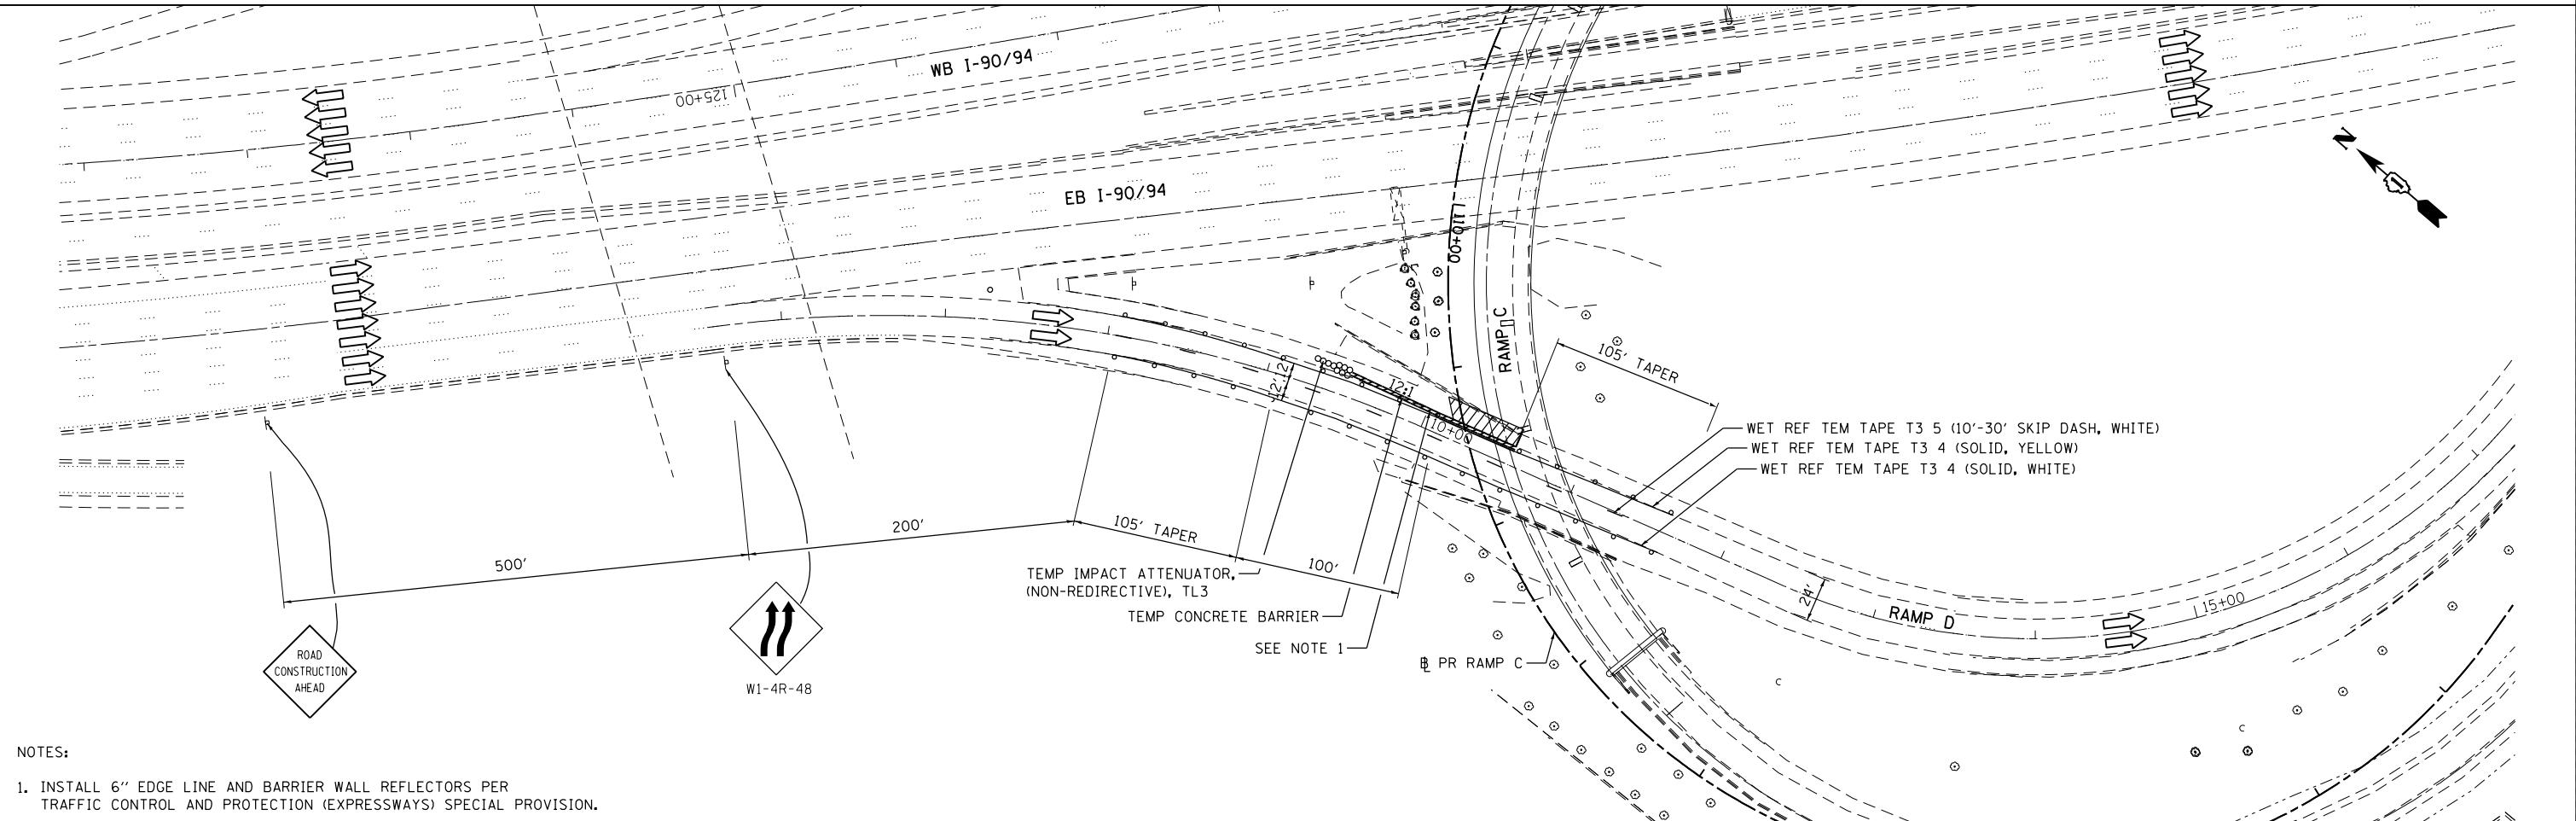 WB I-90/94
125+00
N
EB I-90/94
110+00
RAMP C
105' TAPER
12:1
12' 12'
10+00
WET REF TEM TAPE T3 5 (10'-30' SKIP DASH, WHITE)
WET REF TEM TAPE T3 4 (SOLID, YELLOW)
WET REF TEM TAPE T3 4 (SOLID, WHITE)
200'
105' TAPER
500'
100'
TEMP IMPACT ATTENUATOR,
(NON-REDIRECTIVE), TL3
TEMP CONCRETE BARRIER
SEE NOTE 1
24'
RAMP D
15+00
PR RAMP C
ROAD
CONSTRUCTION
AHEAD
W1-4R-48
NOTES:
1. INSTALL 6" EDGE LINE AND BARRIER WALL REFLECTORS PER
TRAFFIC CONTROL AND PROTECTION (EXPRESSWAYS) SPECIAL PROVISION.